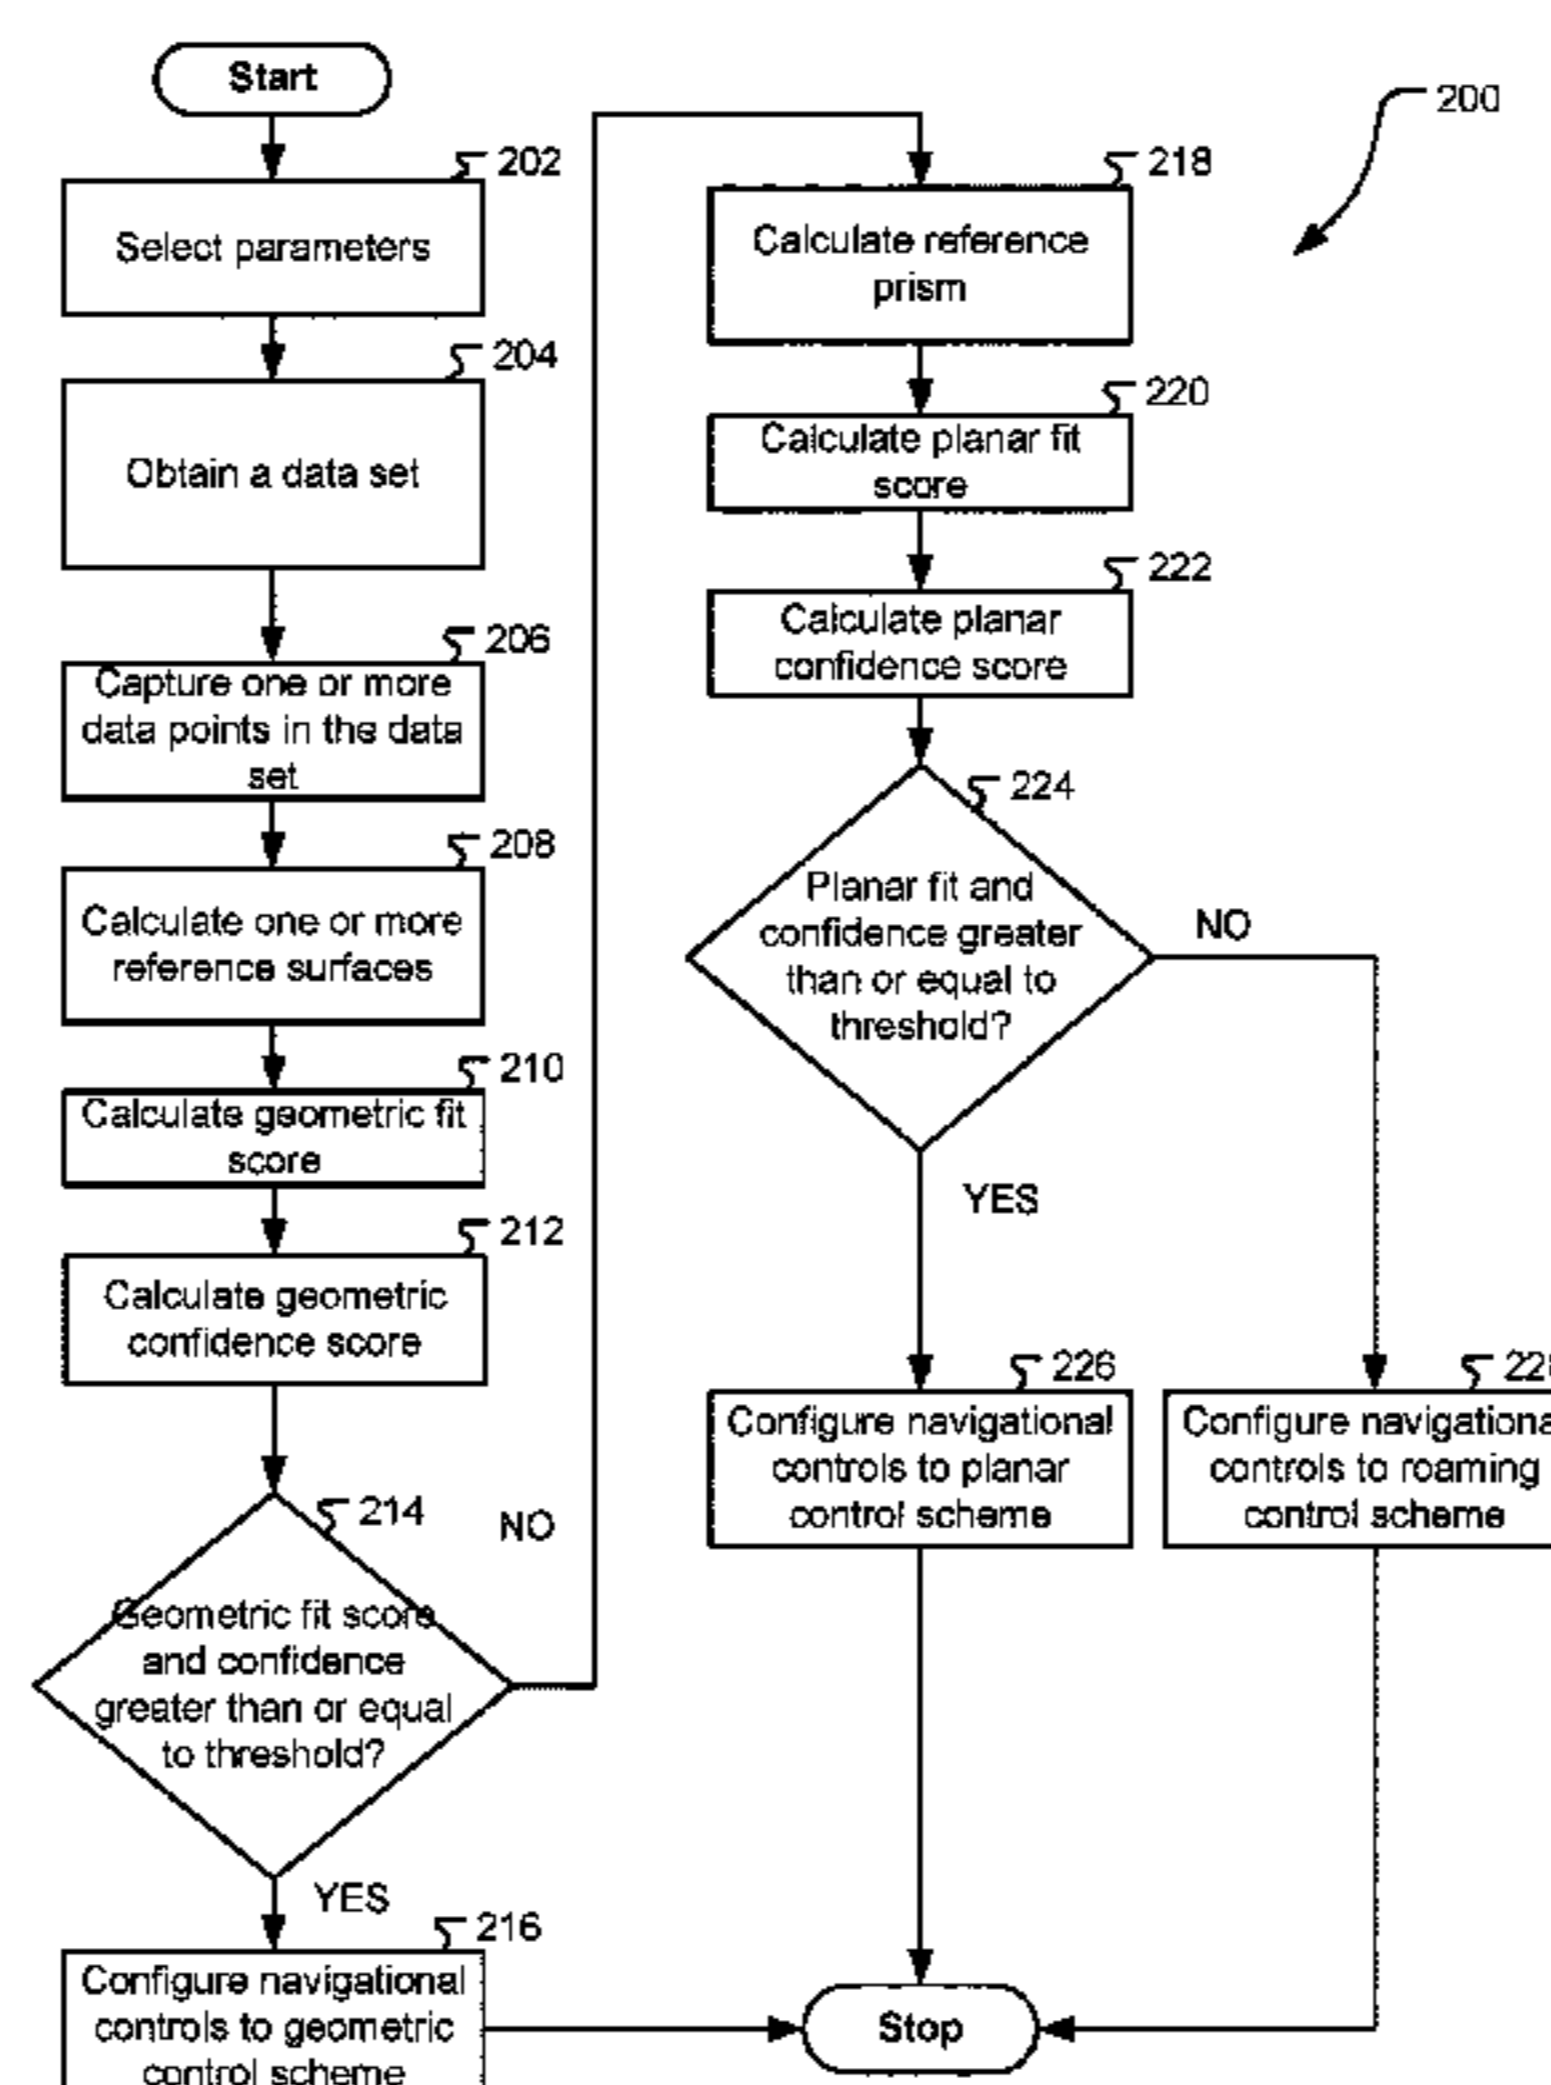 Start
202
Select parameters
204
Obtain a data set
206
Capture one or more
data points in the data
set
208
Calculate one or more
reference surfaces
210
Calculate geometric fit
score
212
Calculate geometric
confidence score
214
NO
Geometric fit score
and confidence
greater than or equal
to threshold?
YES
216
Configure navigational
controls to geometric
control scheme
200
218
Calculate reference
prism
220
Calculate planar fit
score
222
Calculate planar
confidence score
224
Planar fit and
confidence greater
than or equal to
threshold?
NO
YES
226
Configure navigational
controls to planar
control scheme
Configure
controls to roaming
control scheme
Stop